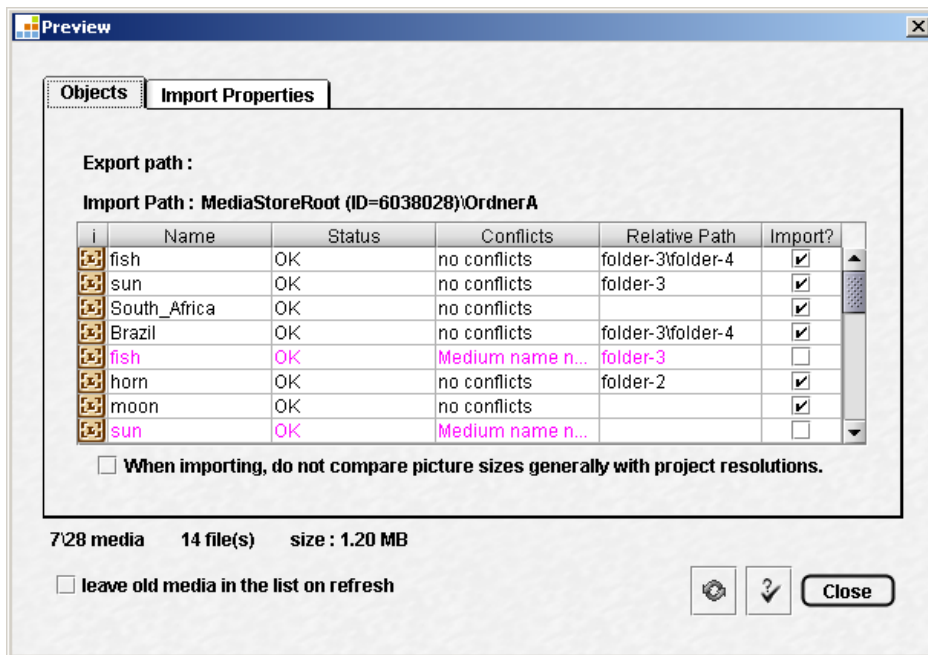 Preview
Objects Import Properties
Export path :
Import Path : MediaStoreRoot (ID=6038028)\OrdnerA
i Name Status Conflicts Relative Path Import?
fish OK no conflicts folder-3\folder-4
sun OK no conflicts folder-3
South_Africa OK no conflicts
Brazil OK no conflicts folder-3\folder-4
fish OK Medium name n... folder-3
horn OK no conflicts folder-2
moon OK no conflicts
sun OK Medium name n...
When importing, do not compare picture sizes generally with project resolutions.
7\28 media 14 file(s) size : 1.20 MB
leave old media in the list on refresh
Close